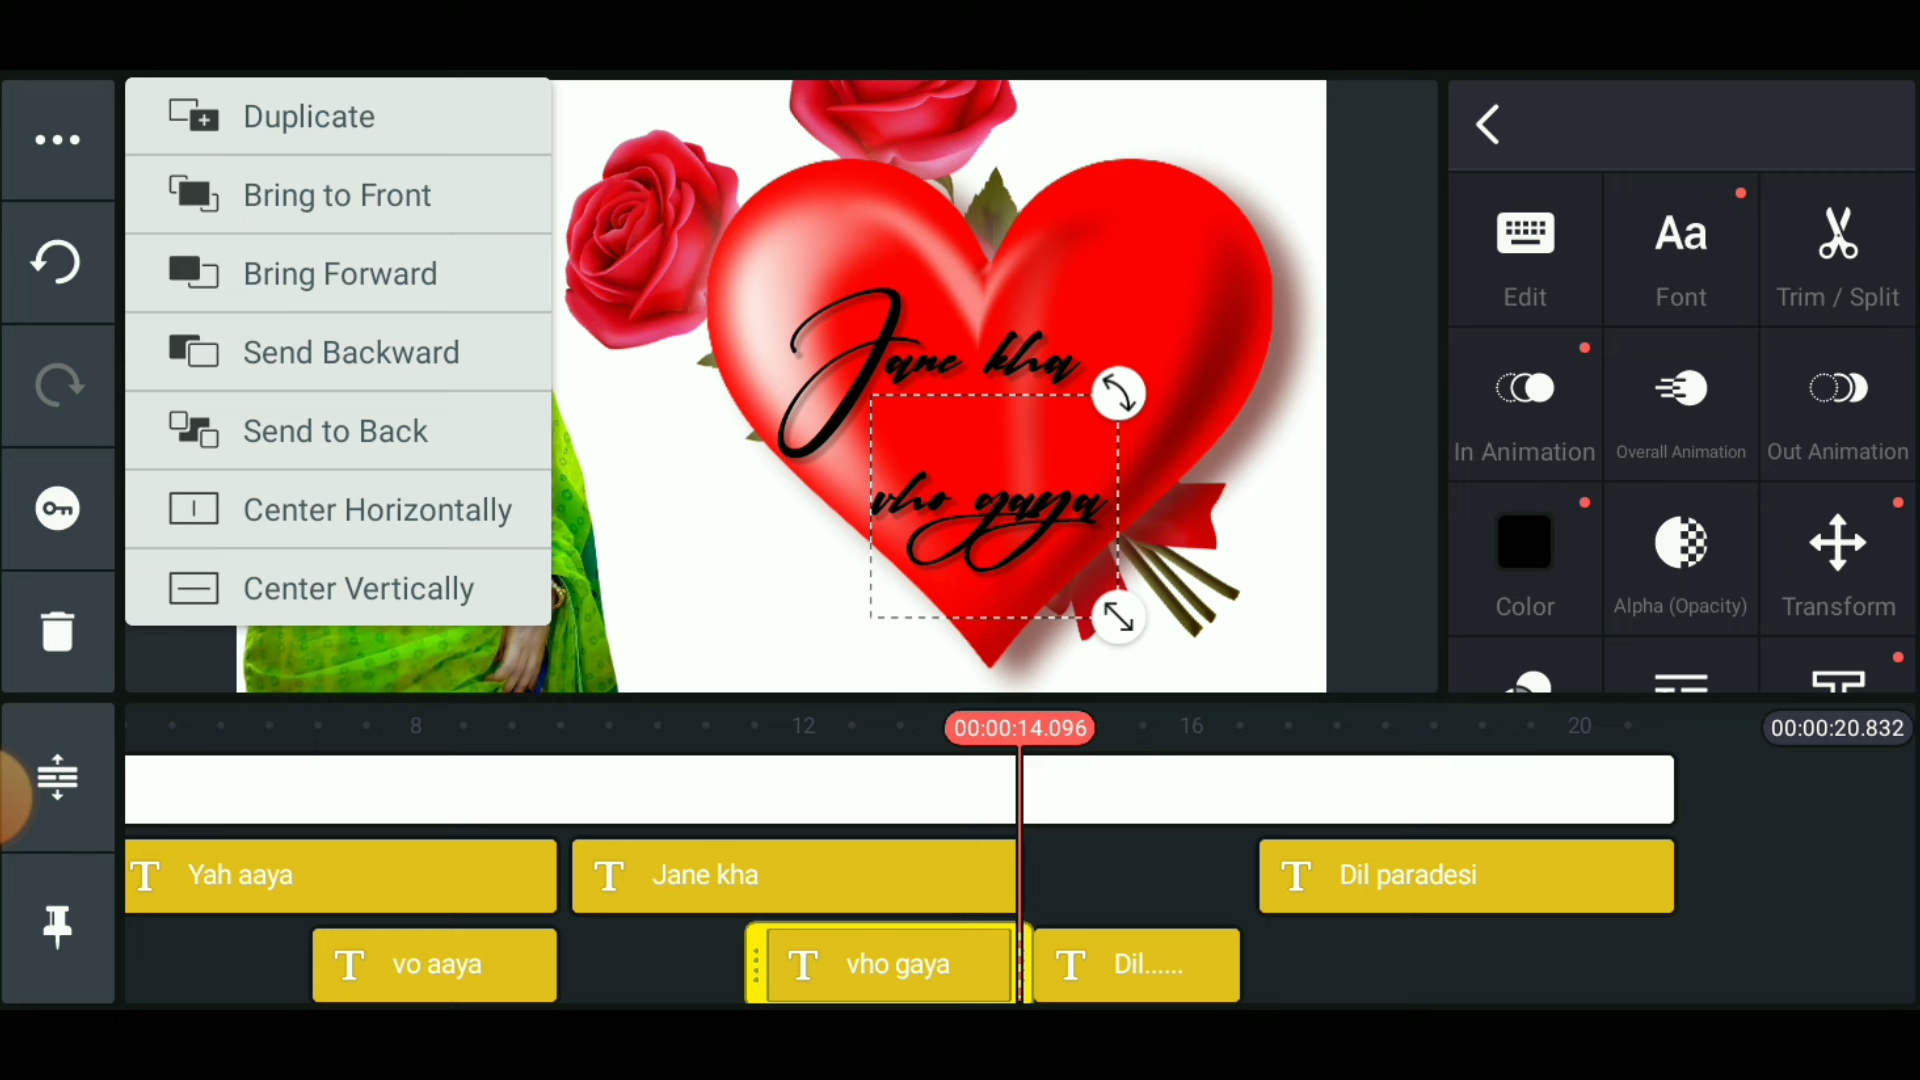 Duplicate
Bring to Front
Bring Forward
Send Backward
Send to Back
Center Horizontally
Center Vertically
Jane kha
vho gaya
Edit
Aa
Font
Trim / Split
In Animation
Overall Animation
Out Animation
Color
Alpha (Opacity)
Transform
8
12
00:00:14.096
16
20
00:00:20.832
T Yah aaya
T Jane kha
T Dil paradesi
T vo aaya
T vho gaya
T Dil......